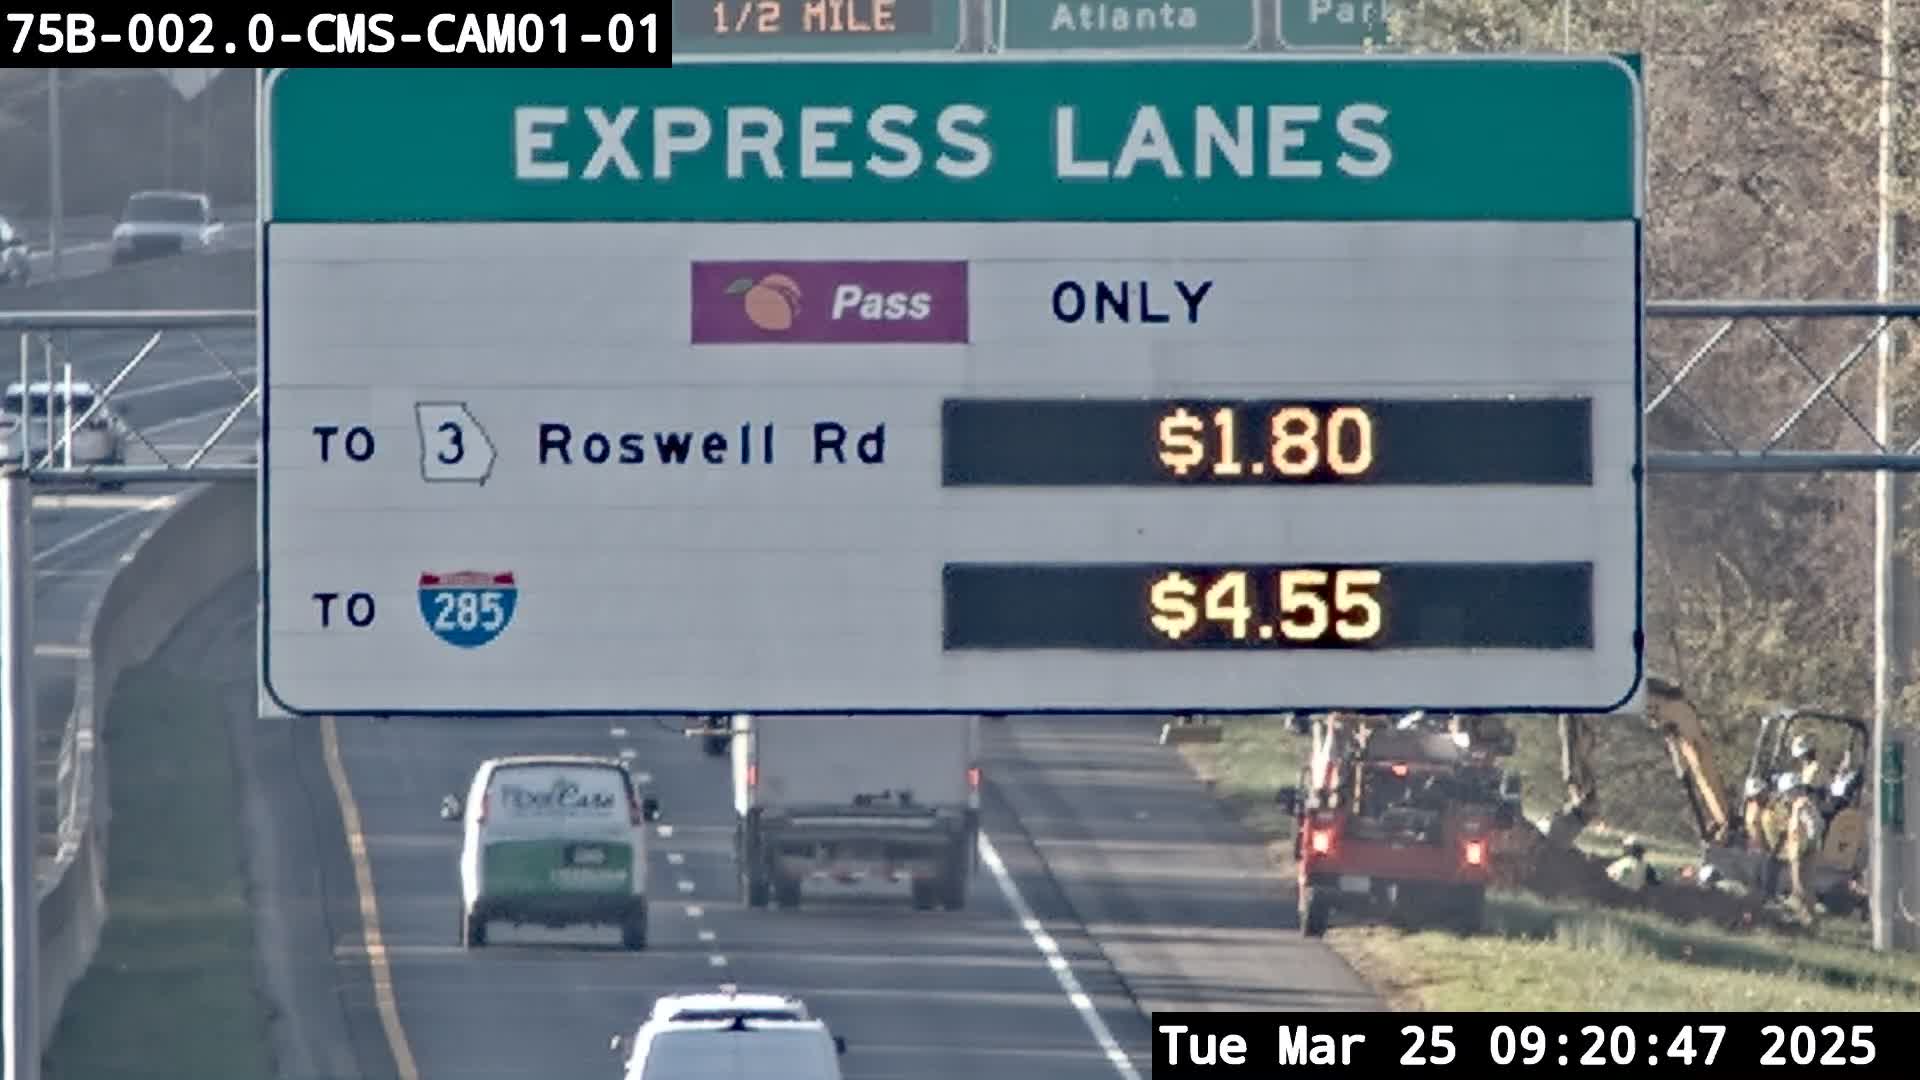 75B-002.0-CMS-CAM01-01
1/2 MILE
Atlanta
EXPRESS LANES
Pass ONLY
TO 3 Roswell Rd $1.80
TO 285 $4.55
Tue Mar 25 09:20:47 2025